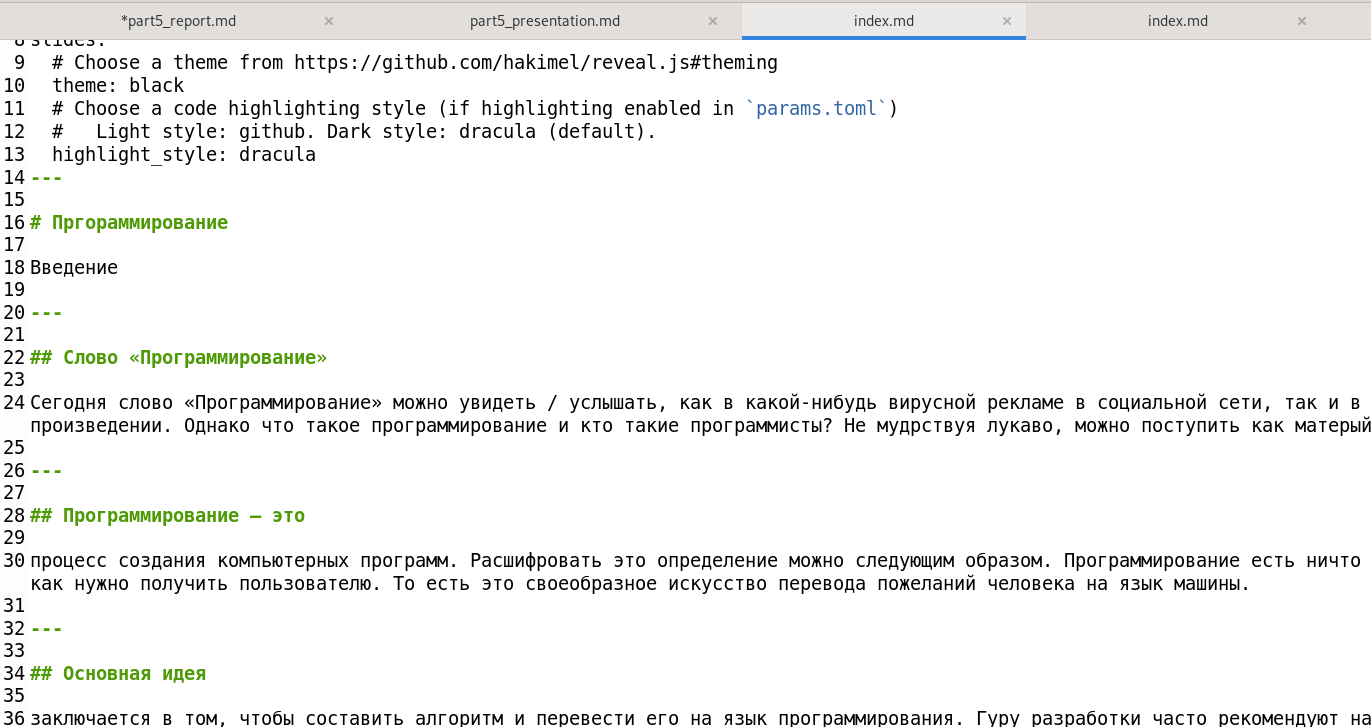 *part5_report.md × part5_presentation.md × index.md × index.md ×
8 slides:
9 # Choose a theme from https://github.com/hakimel/reveal.js#theming
10 theme: black
11 # Choose a code highlighting style (if highlighting enabled in `params.toml`)
12 #   Light style: github. Dark style: dracula (default).
13 highlight_style: dracula
14 ---
15
16 # Пргораммирование
17
18 Введение
19
20 ---
21
22 ## Слово «Программирование»
23
24 Сегодня слово «Программирование» можно увидеть / услышать, как в какой-нибудь вирусной рекламе в социальной сети, так и в
произведении. Однако что такое программирование и кто такие программисты? Не мудрствуя лукаво, можно поступить как матерый
25
26 ---
27
28 ## Программирование — это
29
30 процесс создания компьютерных программ. Расшифровать это определение можно следующим образом. Программирование есть ничто
как нужно получить пользователю. То есть это своеобразное искусство перевода пожеланий человека на язык машины.
31
32 ---
33
34 ## Основная идея
35
36 заключается в том, чтобы составить алгоритм и перевести его на язык программирования. Гуру разработки часто рекомендуют на